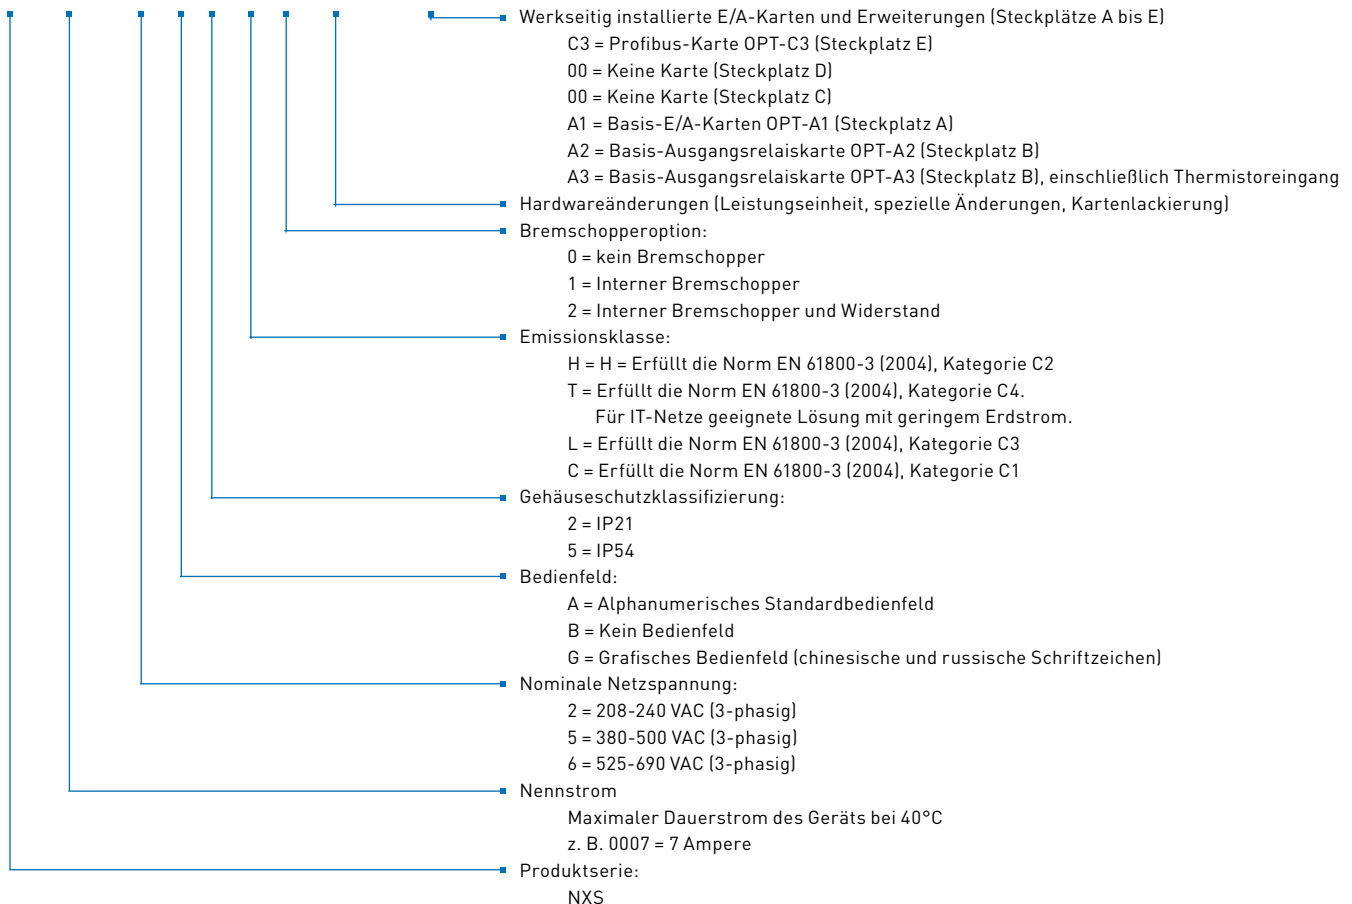 Werkseitig installierte E/A-Karten und Erweiterungen (Steckplätze A bis E)
C3 = Profibus-Karte OPT-C3 (Steckplatz E)
00 = Keine Karte (Steckplatz D)
00 = Keine Karte (Steckplatz C)
A1 = Basis-E/A-Karten OPT-A1 (Steckplatz A)
A2 = Basis-Ausgangsrelaiskarte OPT-A2 (Steckplatz B)
A3 = Basis-Ausgangsrelaiskarte OPT-A3 (Steckplatz B), einschließlich Thermistoreingang
Hardwareänderungen (Leistungseinheit, spezielle Änderungen, Kartenlackierung)
Bremschopperoption:
0 = kein Bremschopper
1 = Interner Bremschopper
2 = Interner Bremschopper und Widerstand
Emissionsklasse:
H = H = Erfüllt die Norm EN 61800-3 (2004), Kategorie C2
T = Erfüllt die Norm EN 61800-3 (2004), Kategorie C4.
Für IT-Netze geeignete Lösung mit geringem Erdstrom.
L = Erfüllt die Norm EN 61800-3 (2004), Kategorie C3
C = Erfüllt die Norm EN 61800-3 (2004), Kategorie C1
Gehäuseschutzklassifizierung:
2 = IP21
5 = IP54
Bedienfeld:
A = Alphanumerisches Standardbedienfeld
B = Kein Bedienfeld
G = Grafisches Bedienfeld (chinesische und russische Schriftzeichen)
Nominale Netzspannung:
2 = 208-240 VAC (3-phasig)
5 = 380-500 VAC (3-phasig)
6 = 525-690 VAC (3-phasig)
Nennstrom
Maximaler Dauerstrom des Geräts bei 40°C
z. B. 0007 = 7 Ampere
Produktserie:
NXS